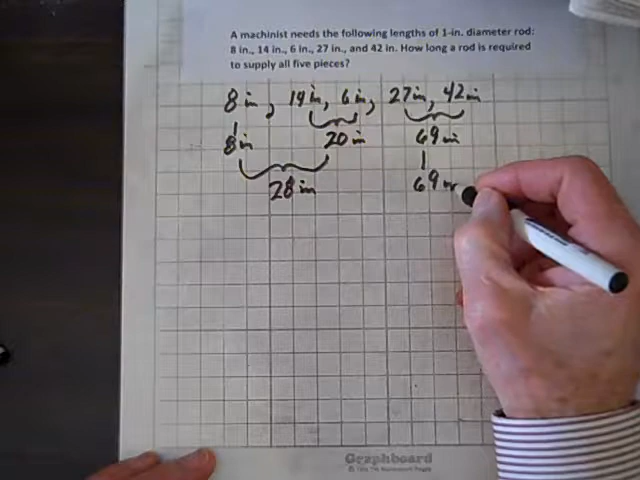 A machinist needs the following lengths of 1-in. diameter rod:
8 in., 14 in., 6 in., 27 in., and 42 in. How long a rod is required
to supply all five pieces?
8 in, 14 in, 6 in, 27 in, 42 in
8 in 20 in 69 in
28 in 69 in
Graphboard